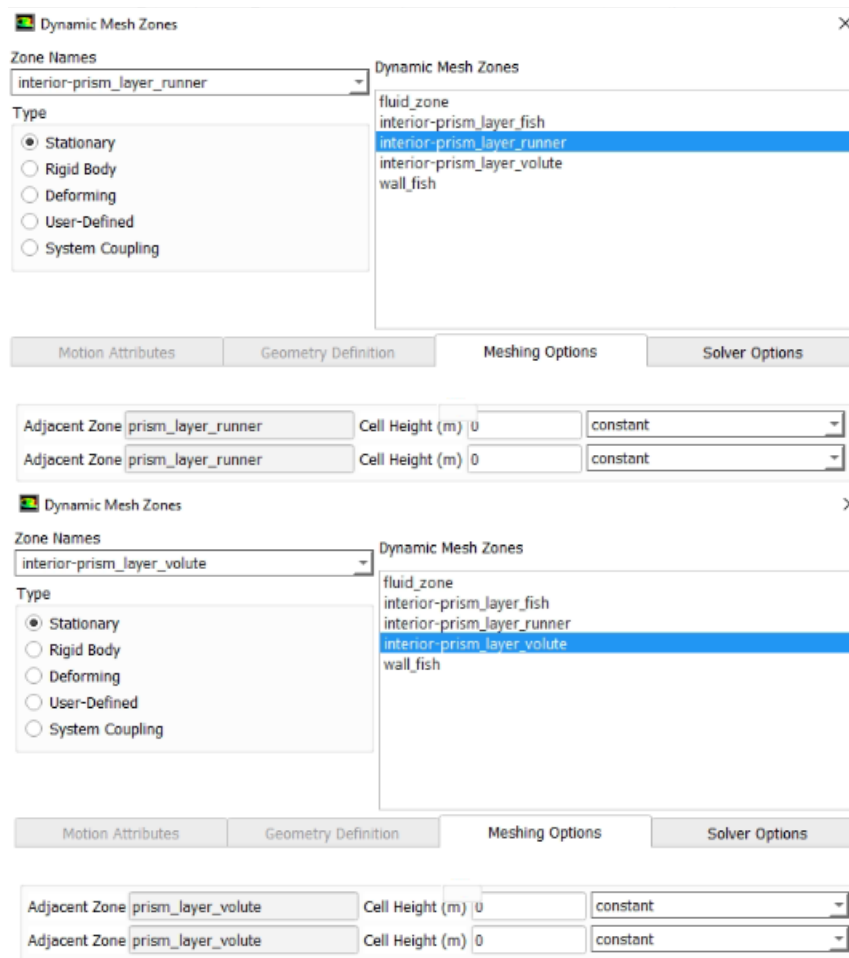 Dynamic Mesh Zones
Zone Names
Dynamic Mesh Zones
interior-prism_layer_runner
fluid_zone
interior-prism_layer_fish
interior-prism_layer_runner
interior-prism_layer_volute
wall_fish
Type
Stationary
Rigid Body
Deforming
User-Defined
System Coupling
Motion Attributes Geometry Definition Meshing Options Solver Options
Adjacent Zone prism_layer_runner Cell Height (m) 0 constant
Adjacent Zone prism_layer_runner Cell Height (m) 0 constant
Dynamic Mesh Zones
Zone Names
Dynamic Mesh Zones
interior-prism_layer_volute
fluid_zone
interior-prism_layer_fish
interior-prism_layer_runner
interior-prism_layer_volute
wall_fish
Type
Stationary
Rigid Body
Deforming
User-Defined
System Coupling
Motion Attributes Geometry Definition Meshing Options Solver Options
Adjacent Zone prism_layer_volute Cell Height (m) 0 constant
Adjacent Zone prism_layer_volute Cell Height (m) 0 constant